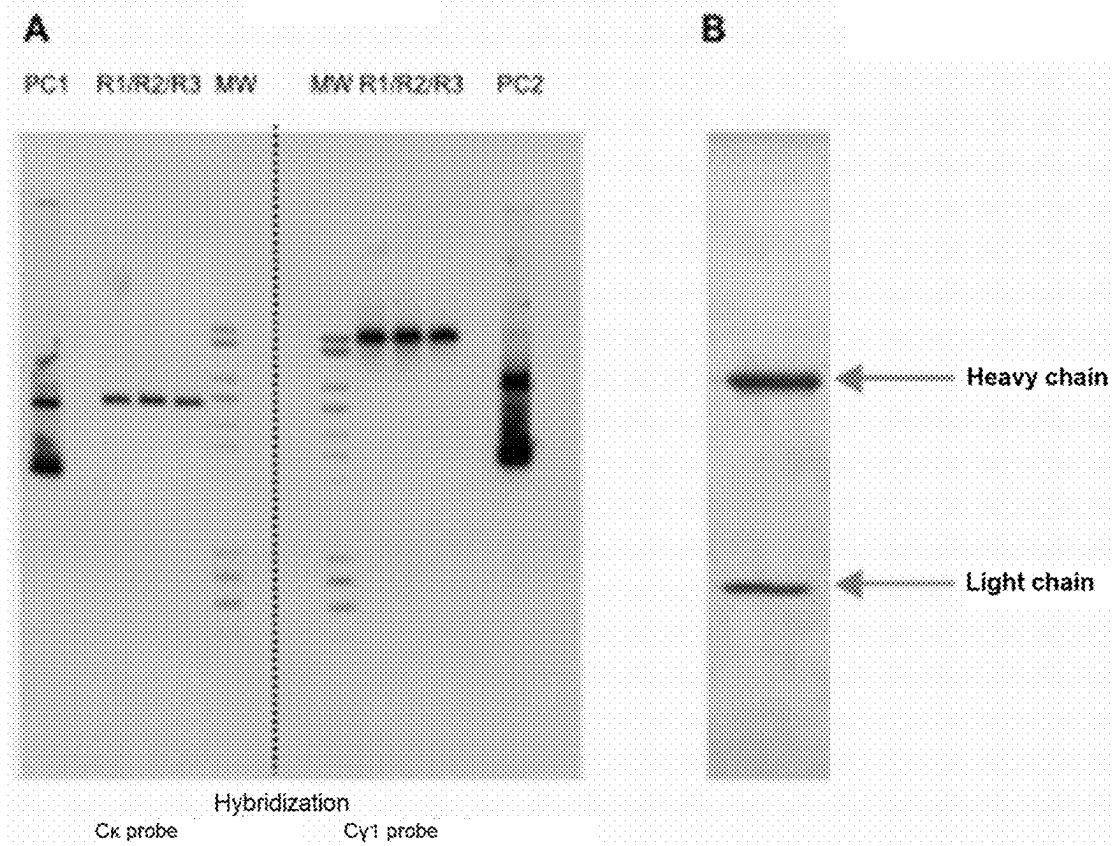 A
B
PC1 R1/R2/R3 MW MW R1/R2/R3 PC2
Heavy chain
Light chain
Hybridization
Cκ probe Cγ1 probe